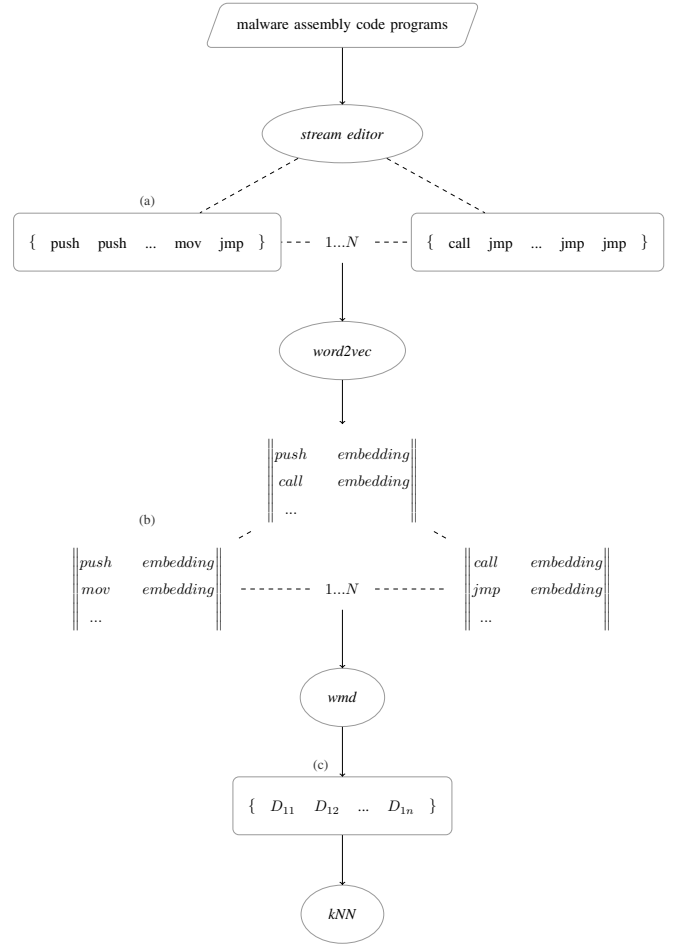 malware assembly code programs
stream editor
(a)
{ push push ... mov jmp } 1...N { call jmp ... jmp jmp }
word2vec
push embedding
call embedding
...
(b)
push embedding call embedding
mov embedding 1...N jmp embedding
... ...
wmd
(c)
{ D11 D12 ... D1n }
kNN